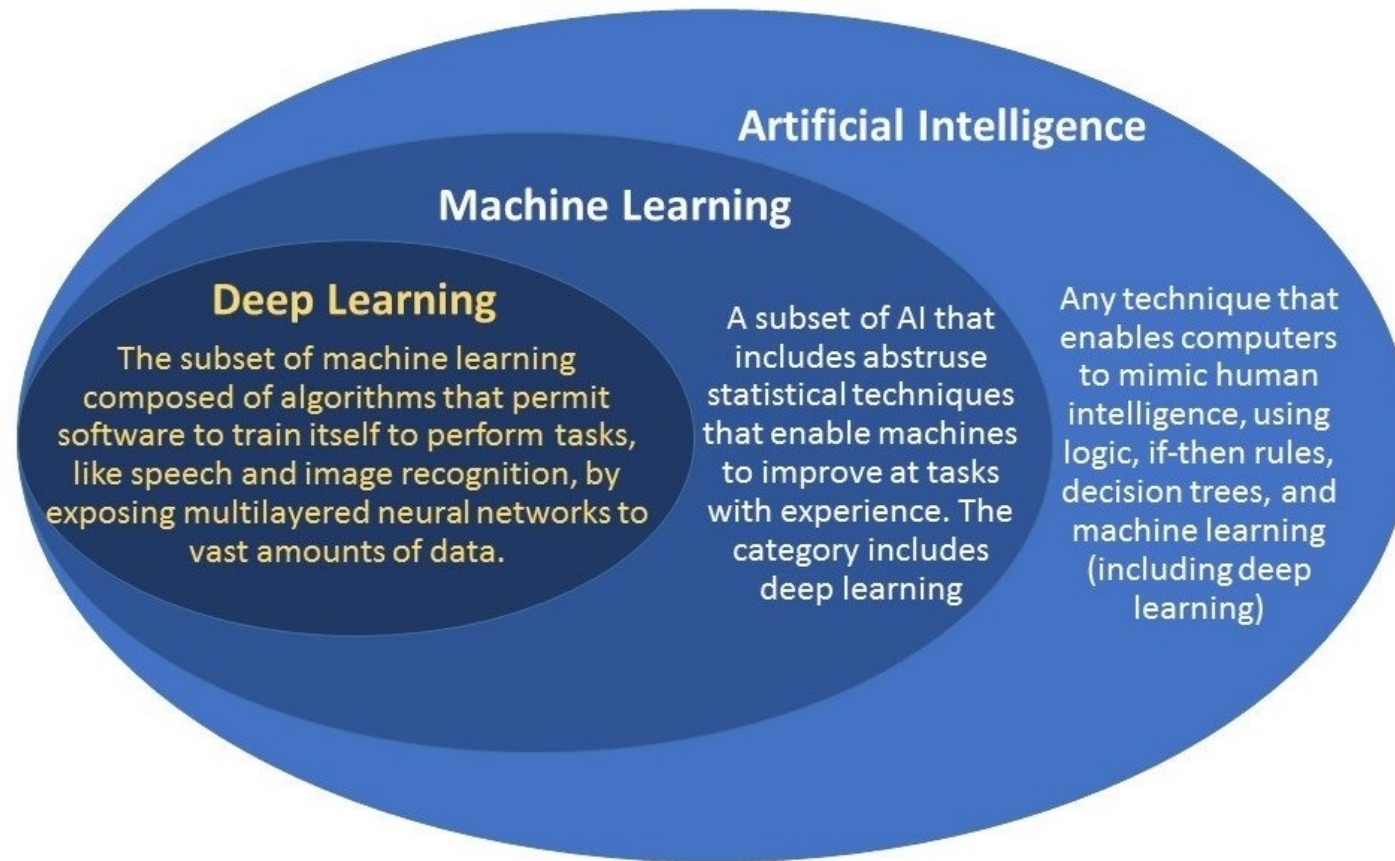 Artificial Intelligence
Machine Learning
Deep Learning
The subset of machine learning
composed of algorithms that permit
software to train itself to perform tasks,
like speech and image recognition, by
exposing multilayered neural networks to
vast amounts of data.
A subset of AI that
includes abstruse
statistical techniques
that enable machines
to improve at tasks
with experience. The
category includes
deep learning
Any technique that
enables computers
to mimic human
intelligence, using
logic, if-then rules,
decision trees, and
machine learning
(including deep
learning)